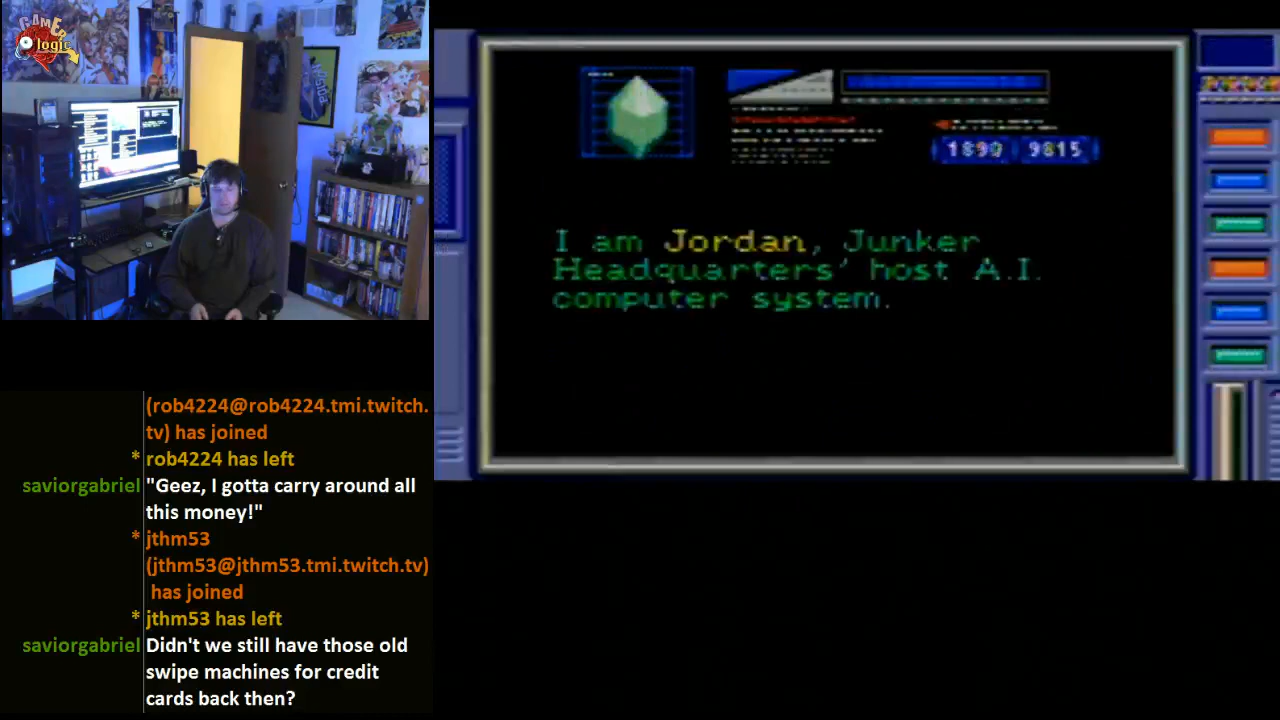 GAMER
logic
1890 9815
I am Jordan, Junker
Headquarters' host A.I.
computer system.
(rob4224@rob4224.tmi.twitch.
tv) has joined
* rob4224 has left
saviorgabriel "Geez, I gotta carry around all
this money!"
* jthm53
(jthm53@jthm53.tmi.twitch.tv)
has joined
* jthm53 has left
saviorgabriel Didn't we still have those old
swipe machines for credit
cards back then?